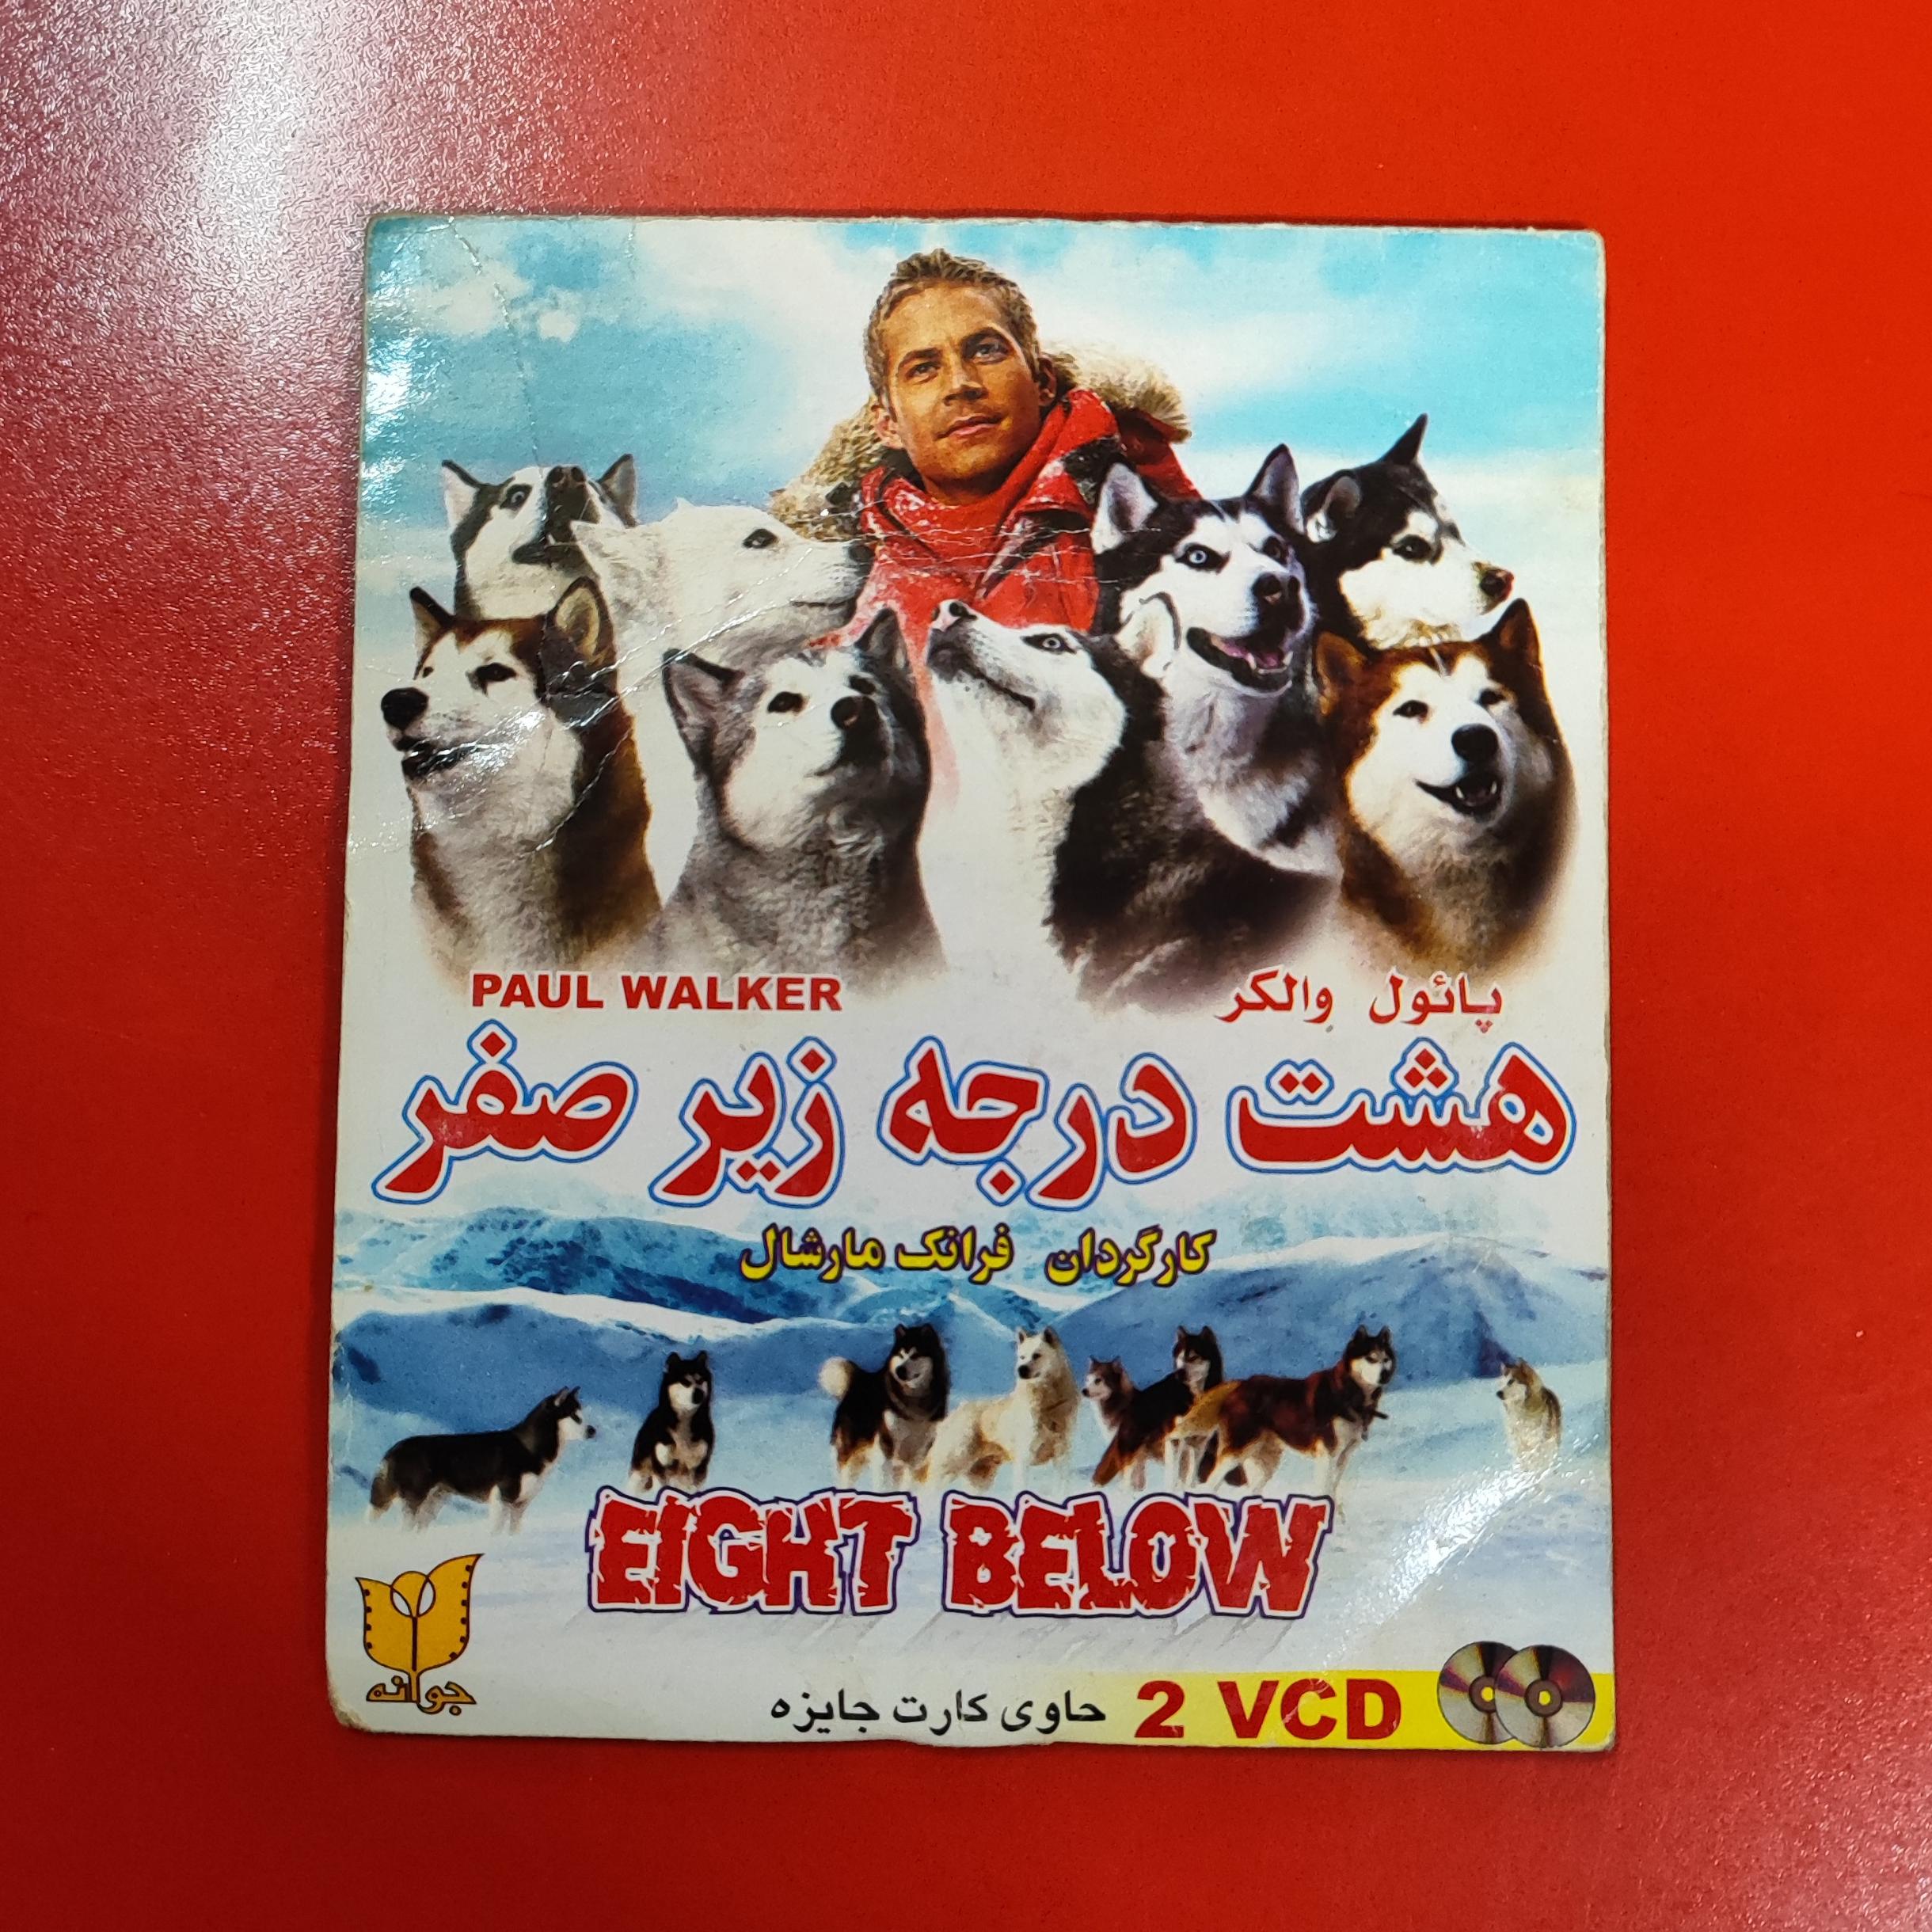 PAUL WALKER
پائول والکر
هشت درجه زیر صفر
کارگردان فرانک مارشال
EIGHT BELOW
جوانه
حاوی کارت جایزه
2 VCD